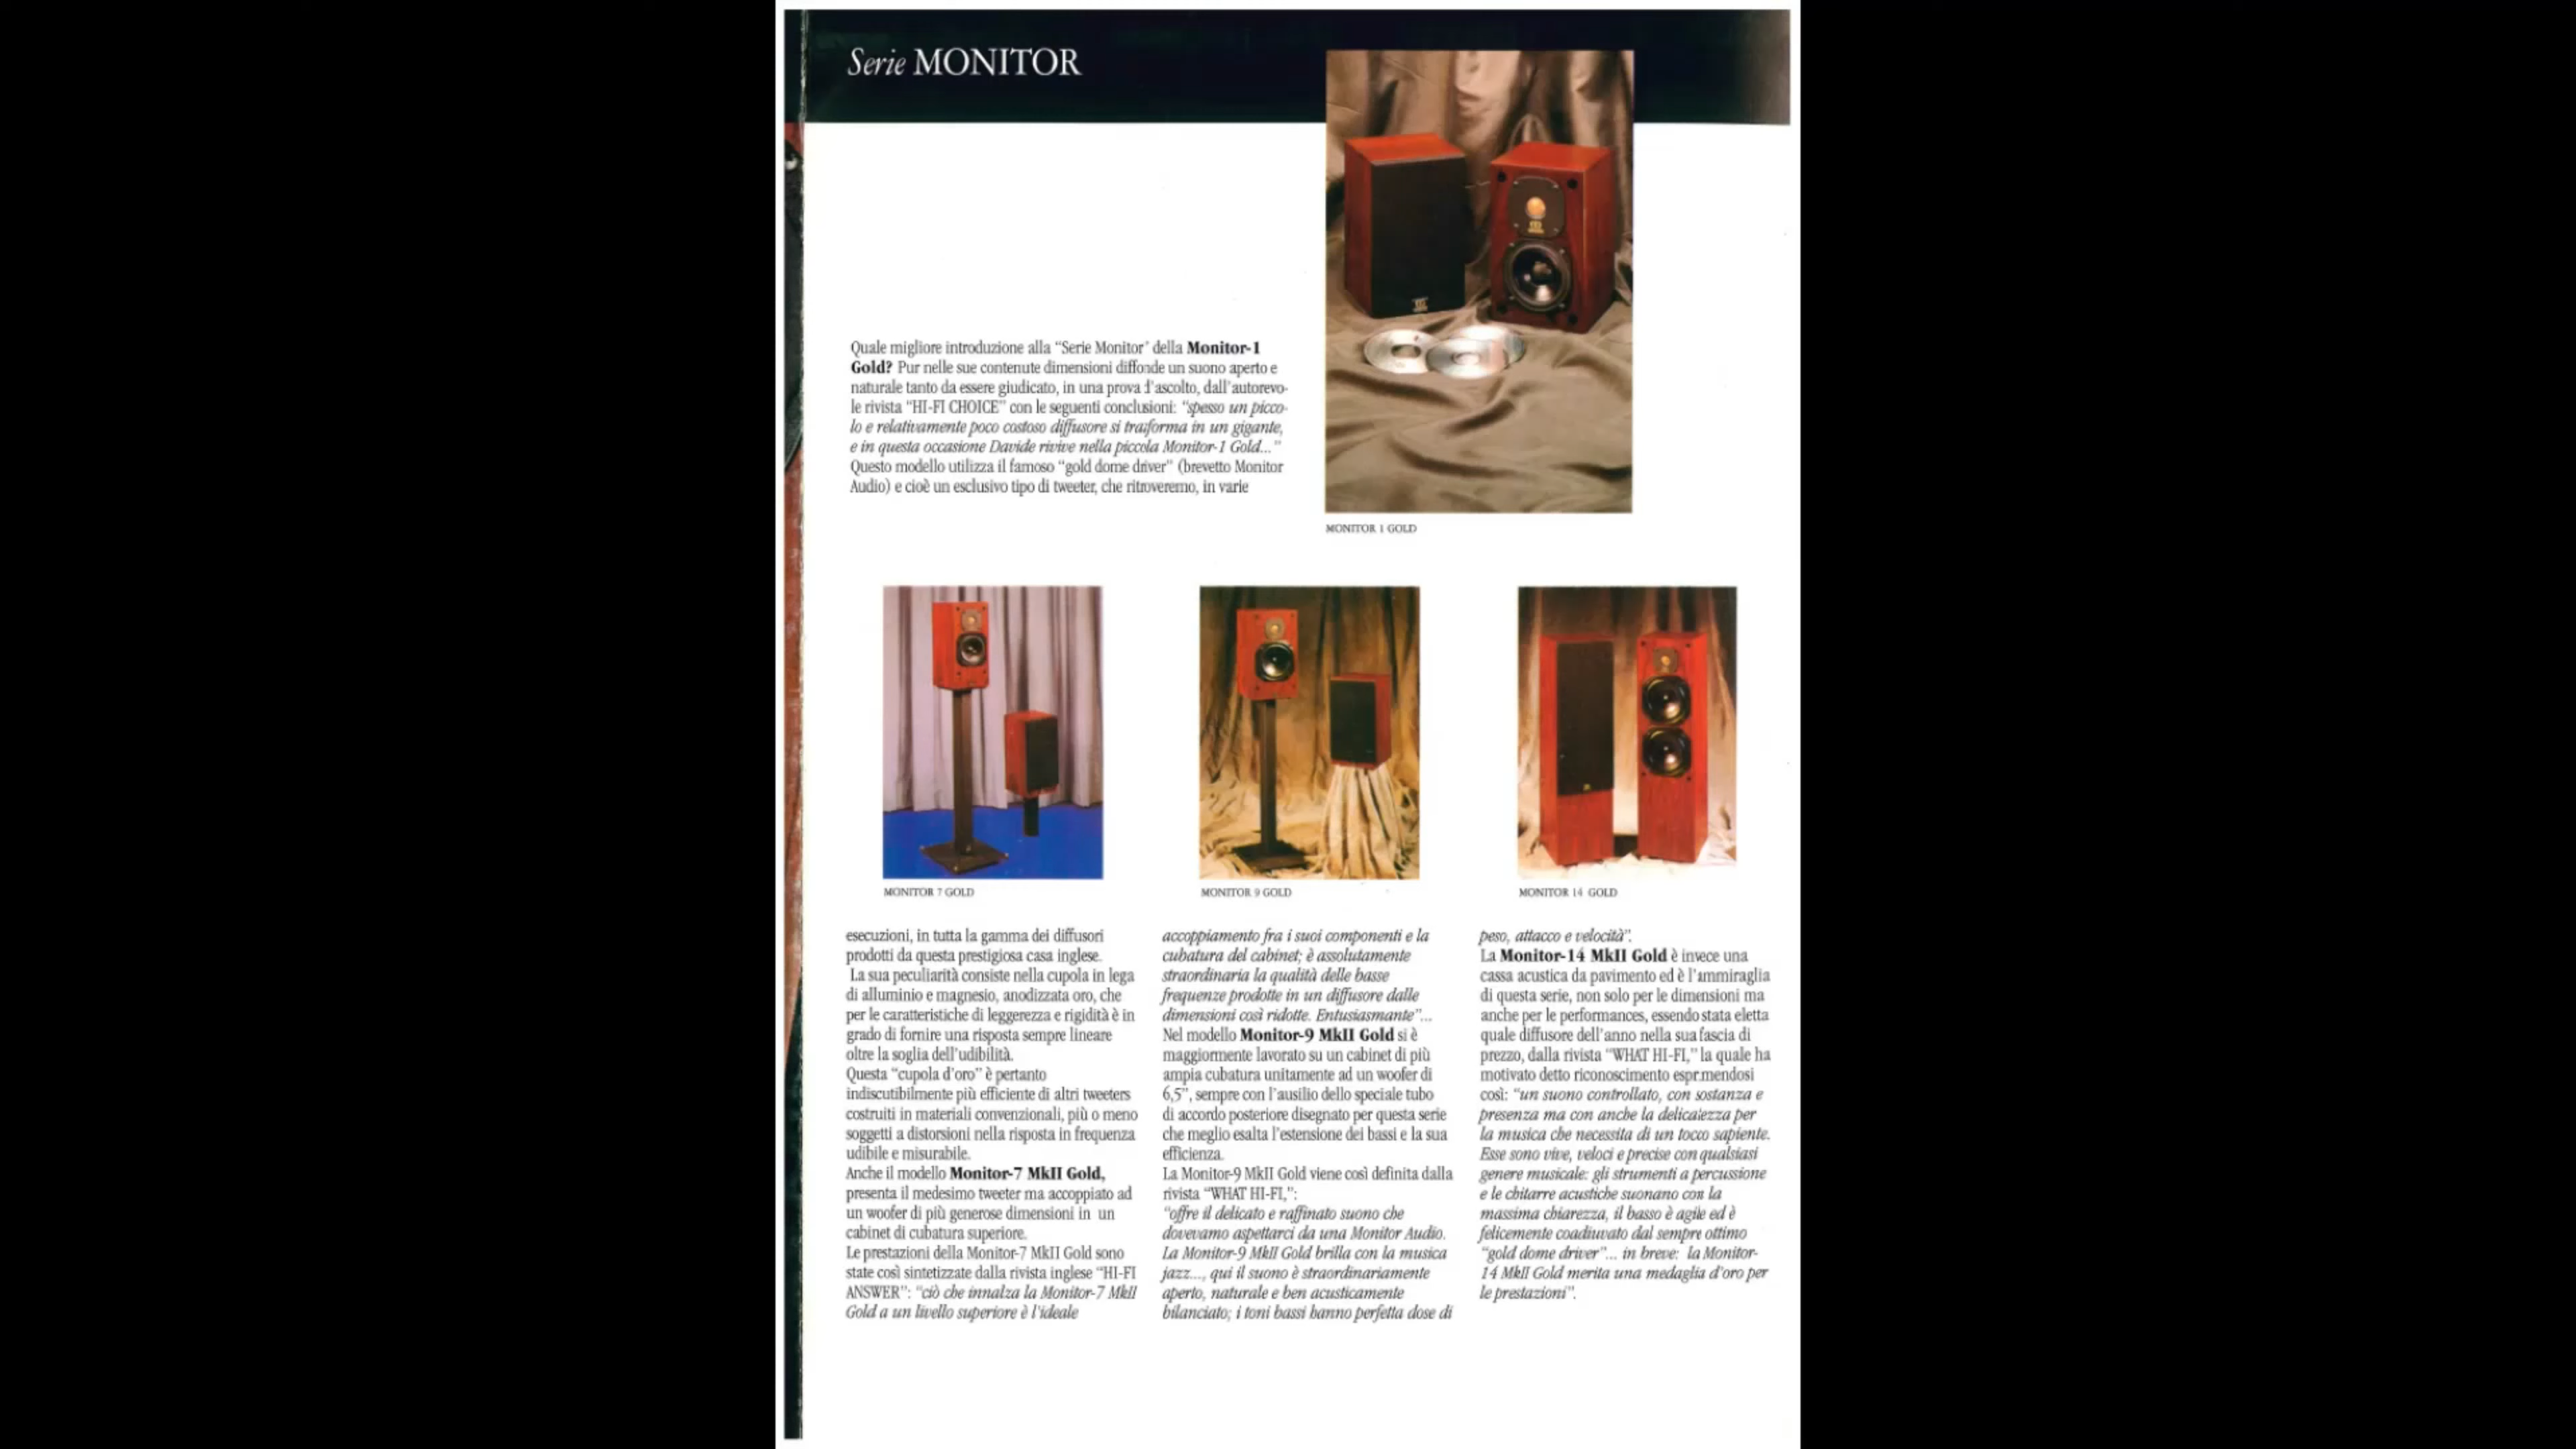 Serie MONITOR
Quale migliore introduzione alla “Serie Monitor” della Monitor-1
Gold? Pur nelle sue contenute dimensioni diffonde un suono aperto e
naturale tanto da essere giudicato, in una prova d'ascolto, dall'autorevo-
le rivista “HI-FI CHOICE” con le seguenti conclusioni: “spesso un picco-
lo e relativamente poco costoso diffusore si trasforma in un gigante,
e in questa occasione Davide rivive nella piccola Monitor-1 Gold...”
Questo modello utilizza il famoso “gold dome driver” (brevetto Monitor
Audio) e cioè un esclusivo tipo di tweeter, che ritroveremo, in varie
MONITOR 1 GOLD
MONITOR 7 GOLD
MONITOR 9 GOLD
MONITOR 14 GOLD
esecuzioni, in tutta la gamma dei diffusori
prodotti da questa prestigiosa casa inglese.
La sua peculiarità consiste nella cupola in lega
di alluminio e magnesio, anodizzata oro, che
per le caratteristiche di leggerezza e rigidità è in
grado di fornire una risposta sempre lineare
oltre la soglia dell'udibilità.
Questa “cupola d'oro” è pertanto
indiscutibilmente più efficiente di altri tweeters
costruiti in materiali convenzionali, più o meno
soggetti a distorsioni nella risposta in frequenza
udibile e misurabile.
Anche il modello Monitor-7 MkII Gold,
presenta il medesimo tweeter ma accoppiato ad
un woofer di più generose dimensioni in un
cabinet di cubatura superiore.
Le prestazioni della Monitor-7 MkII Gold sono
state così sintetizzate dalla rivista inglese “HI-FI
ANSWER”: “ciò che innalza la Monitor-7 MkII
Gold a un livello superiore è l'ideale
accoppiamento fra i suoi componenti e la
cubatura del cabinet; è assolutamente
straordinaria la qualità delle basse
frequenze prodotte in un diffusore dalle
dimensioni così ridotte. Entusiasmante”...
Nel modello Monitor-9 MkII Gold si è
maggiormente lavorato su un cabinet di più
ampia cubatura unitamente ad un woofer di
6,5”, sempre con l'ausilio dello speciale tubo
di accordo posteriore disegnato per questa serie
che meglio esalta l'estensione dei bassi e la sua
efficienza.
La Monitor-9 MkII Gold viene così definita dalla
rivista “WHAT HI-FI,”:
“offre il delicato e raffinato suono che
dovevamo aspettarci da una Monitor Audio.
La Monitor-9 MkII Gold brilla con la musica
jazz..., qui il suono è straordinariamente
aperto, naturale e ben acusticamente
bilanciato; i toni bassi hanno perfetta dose di
peso, attacco e velocità”.
La Monitor-14 MkII Gold è invece una
cassa acustica da pavimento ed è l'ammiraglia
di questa serie, non solo per le dimensioni ma
anche per le performances, essendo stata eletta
quale diffusore dell'anno nella sua fascia di
prezzo, dalla rivista “WHAT HI-FI,” la quale ha
motivato detto riconoscimento esprimendosi
così: “un suono controllato, con sostanza e
presenza ma con anche la delicatezza per
la musica che necessita di un tocco sapiente.
Esse sono vive, veloci e precise con qualsiasi
genere musicale: gli strumenti a percussione
e le chitarre acustiche suonano con la
massima chiarezza, il basso è agile ed è
felicemente coadiuvato dal sempre ottimo
“gold dome driver”... in breve: la Monitor-
14 MkII Gold merita una medaglia d'oro per
le prestazioni”.